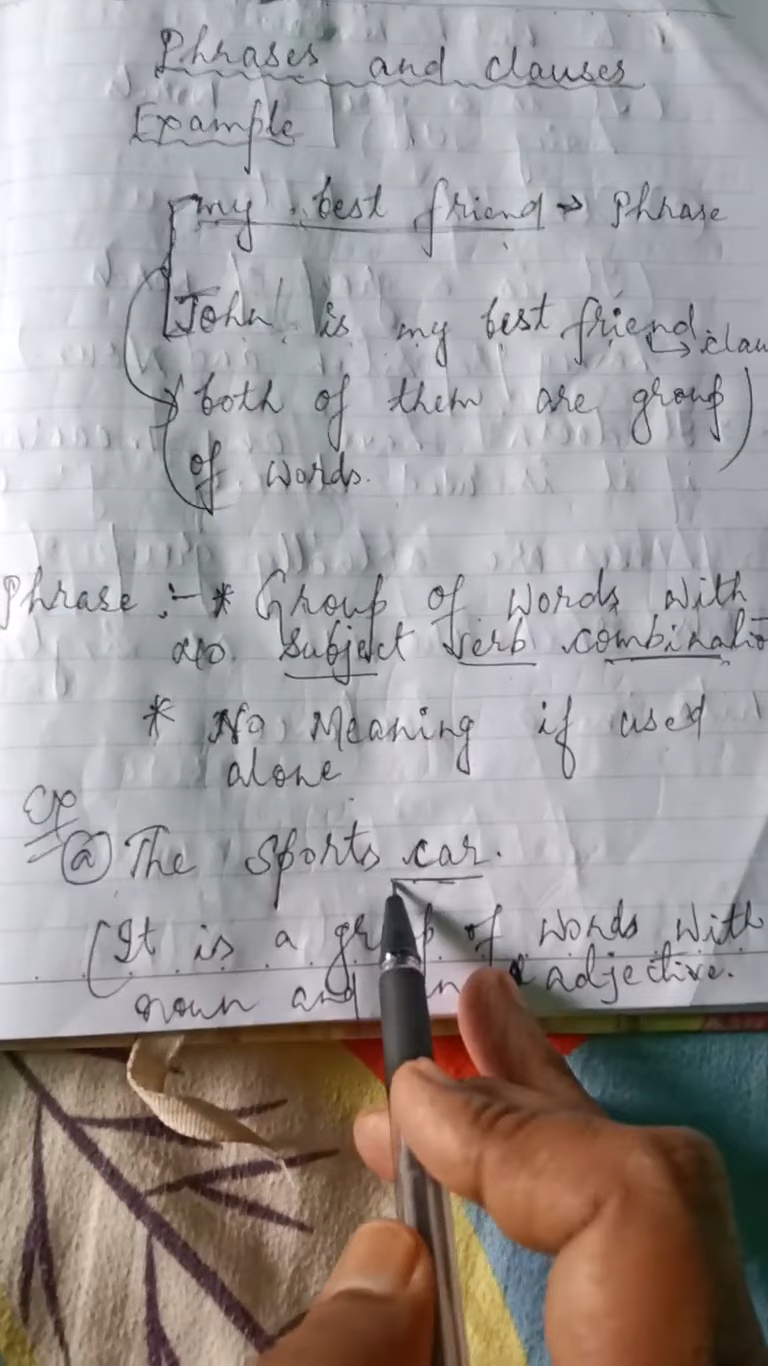 Phrases and clauses
Example
my best friend → Phrase
John is my best friend
→ clau
both of them are group
of words.
Phrase :- * Group of words with
no subject verb combinatio
* No Meaning if used
alone
Ex
(a) The sports car.
(It is a of words with
noun and adjective.